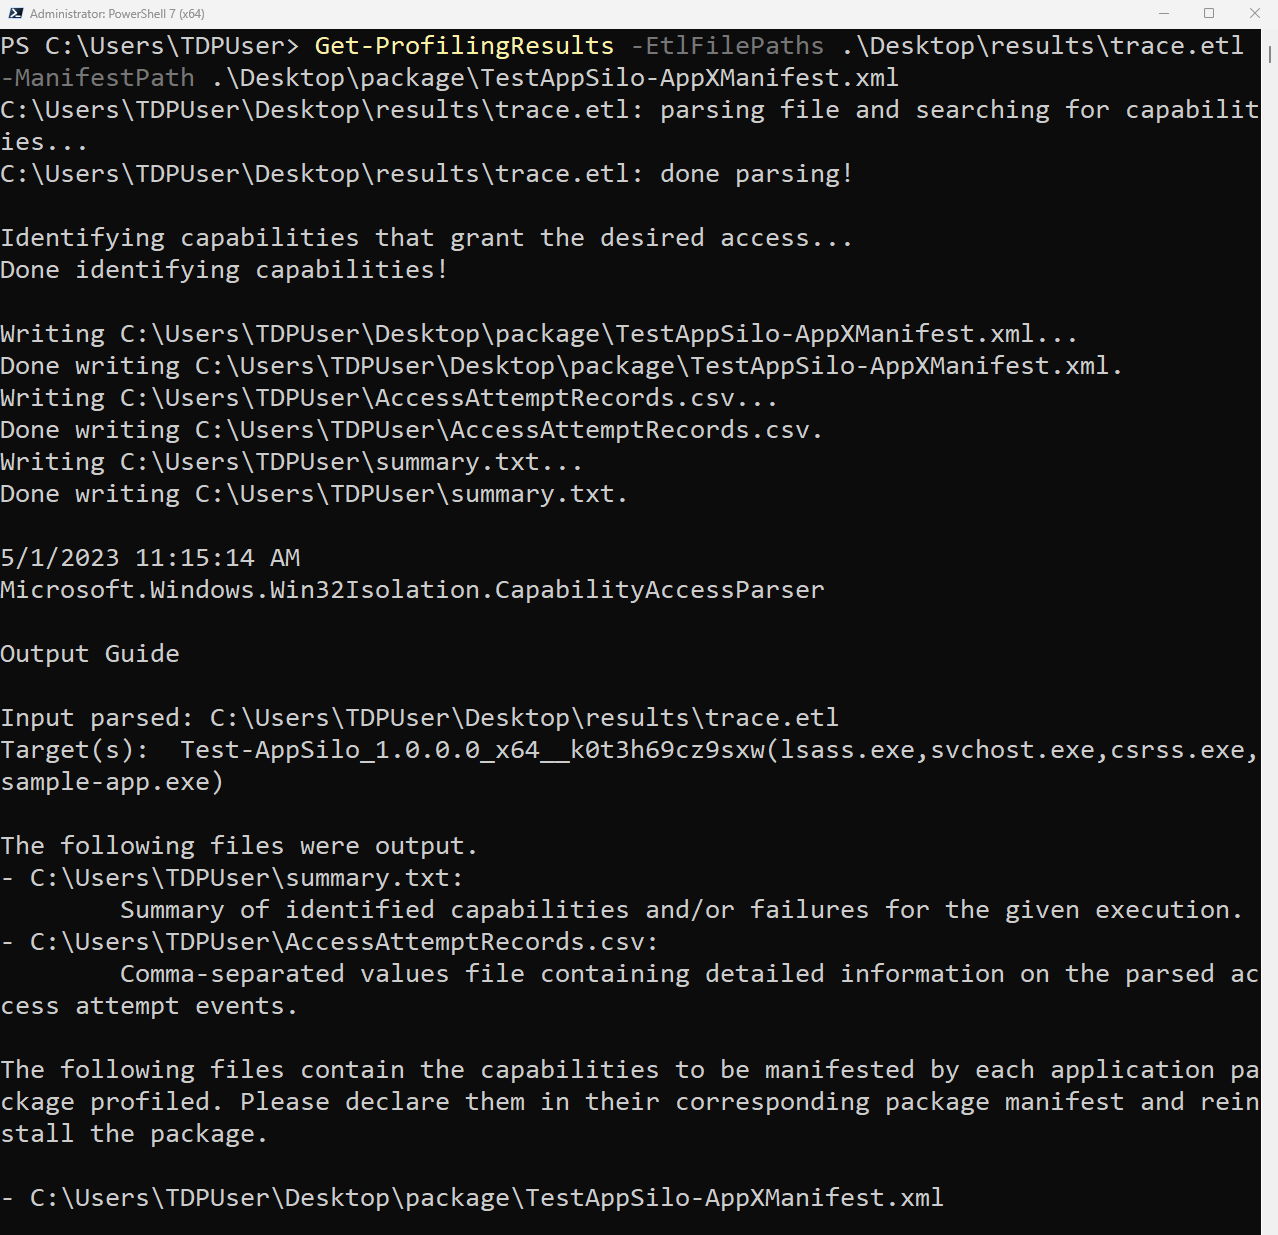 Administrator: PowerShell 7 (x64)
PS C:\Users\TDPUser> Get-ProfilingResults -EtlFilePaths .\Desktop\results\trace.etl
-ManifestPath .\Desktop\package\TestAppSilo-AppXManifest.xml
C:\Users\TDPUser\Desktop\results\trace.etl: parsing file and searching for capabilit
ies...
C:\Users\TDPUser\Desktop\results\trace.etl: done parsing!
Identifying capabilities that grant the desired access...
Done identifying capabilities!
Writing C:\Users\TDPUser\Desktop\package\TestAppSilo-AppXManifest.xml...
Done writing C:\Users\TDPUser\Desktop\package\TestAppSilo-AppXManifest.xml.
Writing C:\Users\TDPUser\AccessAttemptRecords.csv...
Done writing C:\Users\TDPUser\AccessAttemptRecords.csv.
Writing C:\Users\TDPUser\summary.txt...
Done writing C:\Users\TDPUser\summary.txt.
5/1/2023 11:15:14 AM
Microsoft.Windows.Win32Isolation.CapabilityAccessParser
Output Guide
Input parsed: C:\Users\TDPUser\Desktop\results\trace.etl
Target(s):  Test-AppSilo_1.0.0.0_x64__k0t3h69cz9sxw(lsass.exe,svchost.exe,csrss.exe,
sample-app.exe)
The following files were output.
- C:\Users\TDPUser\summary.txt:
Summary of identified capabilities and/or failures for the given execution.
- C:\Users\TDPUser\AccessAttemptRecords.csv:
Comma-separated values file containing detailed information on the parsed ac
cess attempt events.
The following files contain the capabilities to be manifested by each application pa
ckage profiled. Please declare them in their corresponding package manifest and rein
stall the package.
- C:\Users\TDPUser\Desktop\package\TestAppSilo-AppXManifest.xml